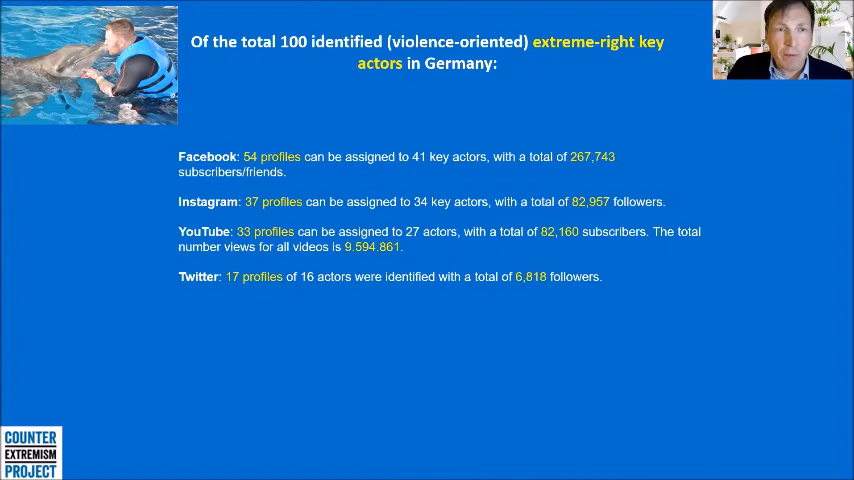 Of the total 100 identified (violence-oriented) extreme-right key
actors in Germany:
Facebook: 54 profiles can be assigned to 41 key actors, with a total of 267,743
subscribers/friends.
Instagram: 37 profiles can be assigned to 34 key actors, with a total of 82,957 followers.
YouTube: 33 profiles can be assigned to 27 actors, with a total of 82,160 subscribers. The total
number views for all videos is 9.594.861.
Twitter: 17 profiles of 16 actors were identified with a total of 6,818 followers.
COUNTER
EXTREMISM
PROJECT